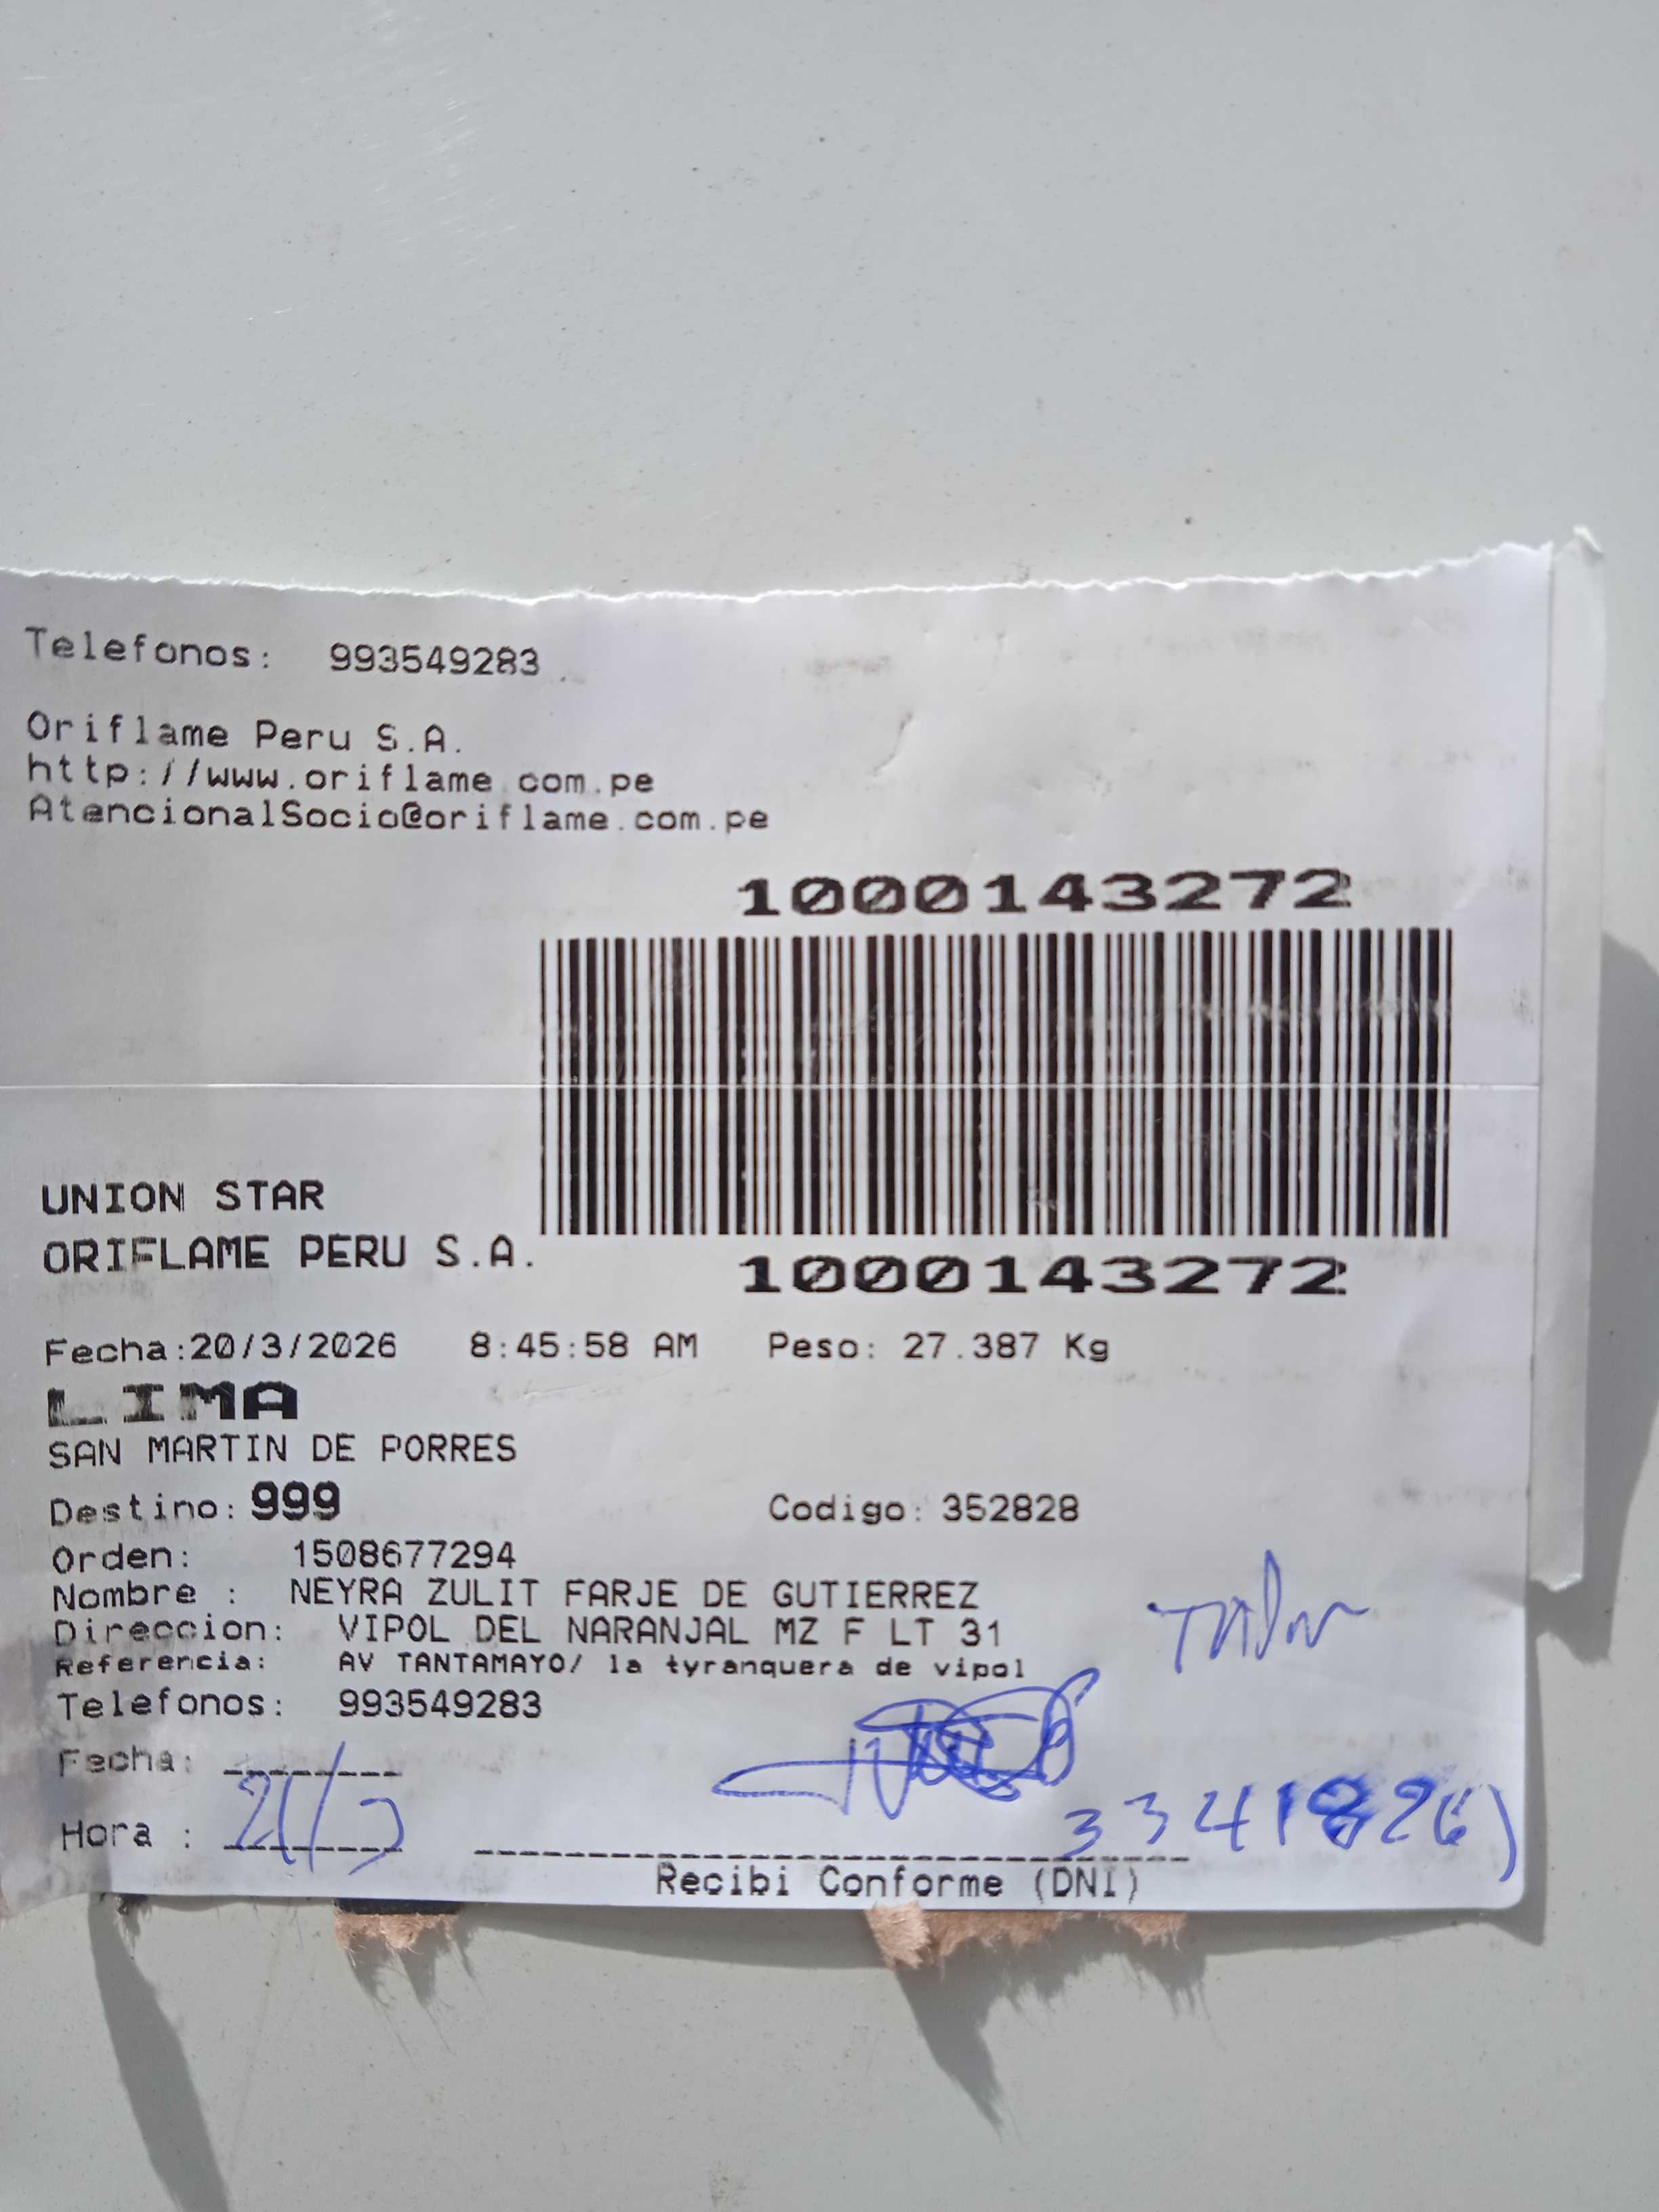 Telefonos: 993549283
Oriflame Peru S.A.
http://www.oriflame.com.pe
AtencionalSocio@oriflame.com.pe
1000143272
UNION STAR
ORIFLAME PERU S.A.
1000143272
Fecha:20/3/2026 8:45:58 AM Peso: 27.387 Kg
LIMA
SAN MARTIN DE PORRES
Destino: 999 Codigo: 352828
Orden: 1508677294
Nombre : NEYRA ZULIT FARJE DE GUTIERREZ
Direccion: VIPOL DEL NARANJAL MZ F LT 31
Referencia: AV TANTAMAYO/ la tyranquera de vipol
Telefonos: 993549283
Fecha:
Hora : 21/3
Recibi Conforme (DNI)